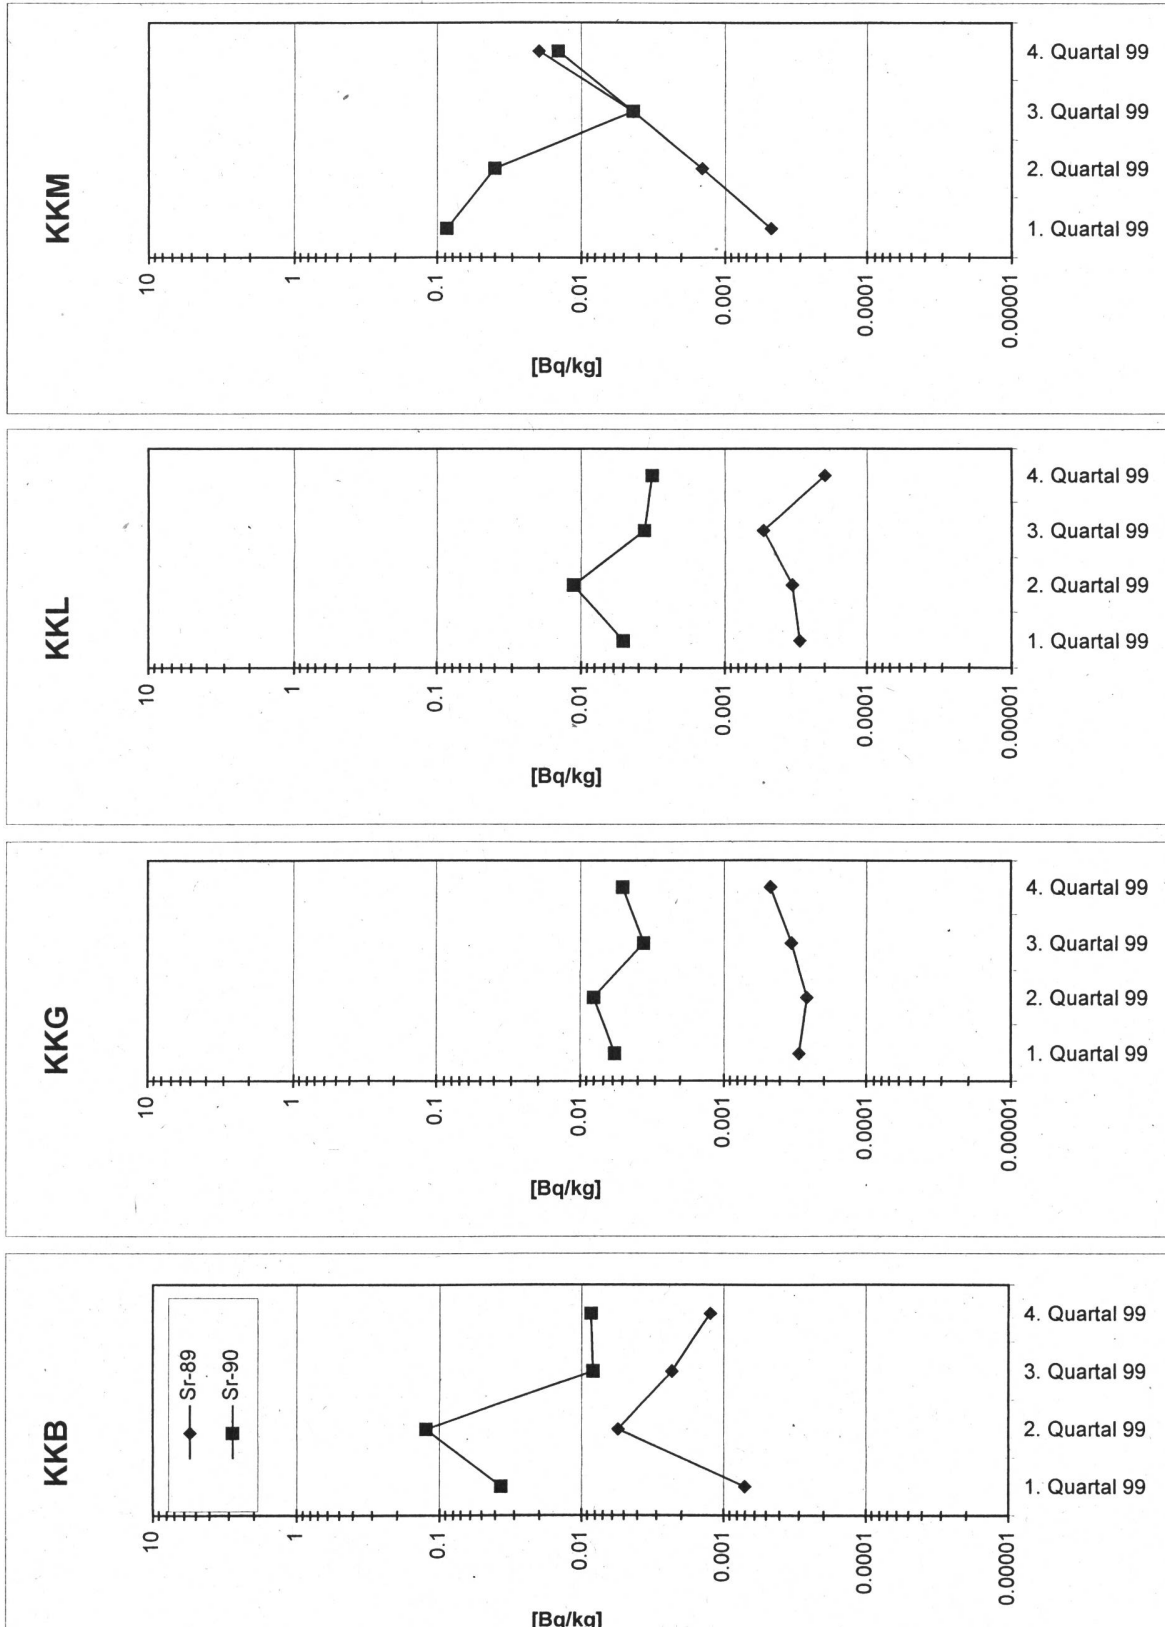 KKM
10
1
0.1
0.01
0.001
0.0001
0.00001
[Bq/kg]
4. Quartal 99
3. Quartal 99
2. Quartal 99
1. Quartal 99
KKL
10
1
0.1
0.01
0.001
0.0001
0.00001
[Bq/kg]
4. Quartal 99
3. Quartal 99
2. Quartal 99
1. Quartal 99
KKG
10
1
0.1
0.01
0.001
0.0001
0.00001
[Bq/kg]
4. Quartal 99
3. Quartal 99
2. Quartal 99
1. Quartal 99
KKB
Sr-89
Sr-90
10
1
0.1
0.01
0.001
0.0001
0.00001
[Bq/kg]
4. Quartal 99
3. Quartal 99
2. Quartal 99
1. Quartal 99